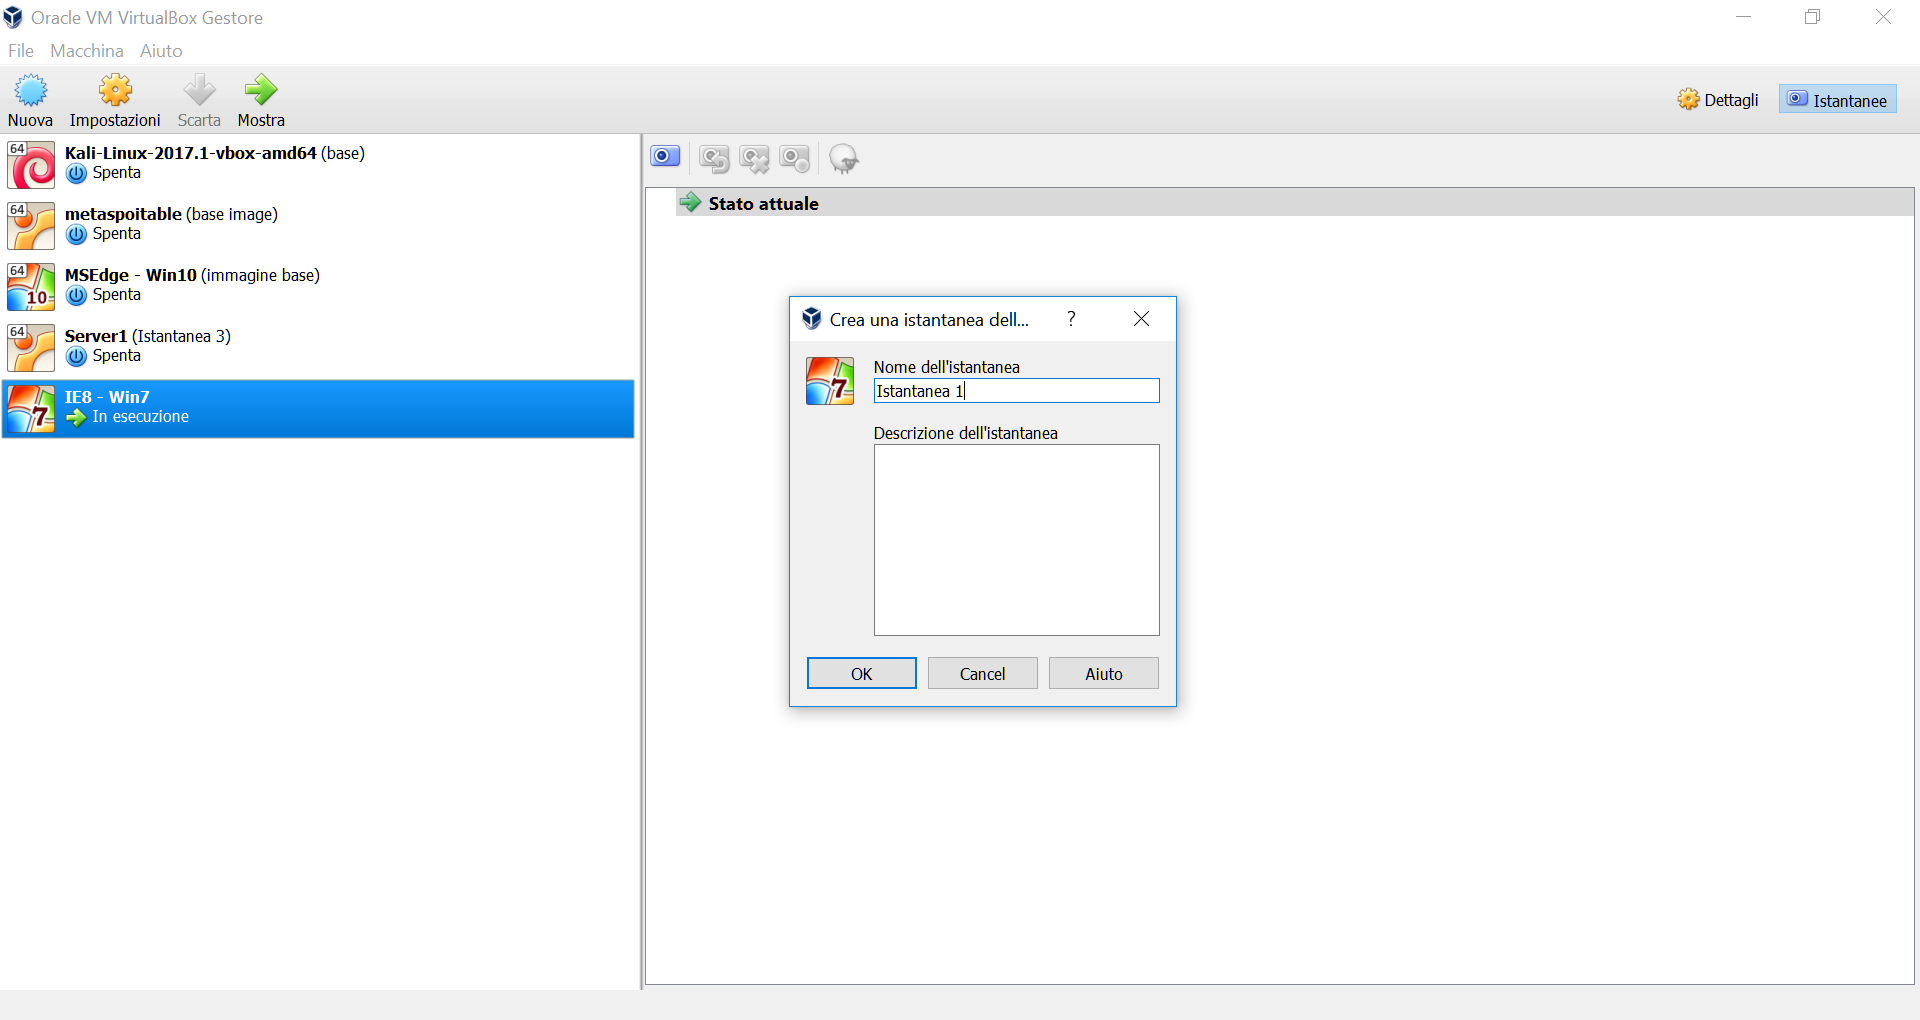 Oracle VM VirtualBox Gestore
File Macchina Aiuto
Nuova Impostazioni Scarta Mostra
Dettagli Istantanee
64 Kali-Linux-2017.1-vbox-amd64 (base)
Spenta
64 metaspoitable (base image)
Spenta
64 MSEdge - Win10 (immagine base)
10 Spenta
64 Server1 (Istantanea 3)
Spenta
IE8 - Win7
7 In esecuzione
Stato attuale
Crea una istantanea dell... ?
7
Nome dell'istantanea
Istantanea 1
Descrizione dell'istantanea
OK Cancel Aiuto